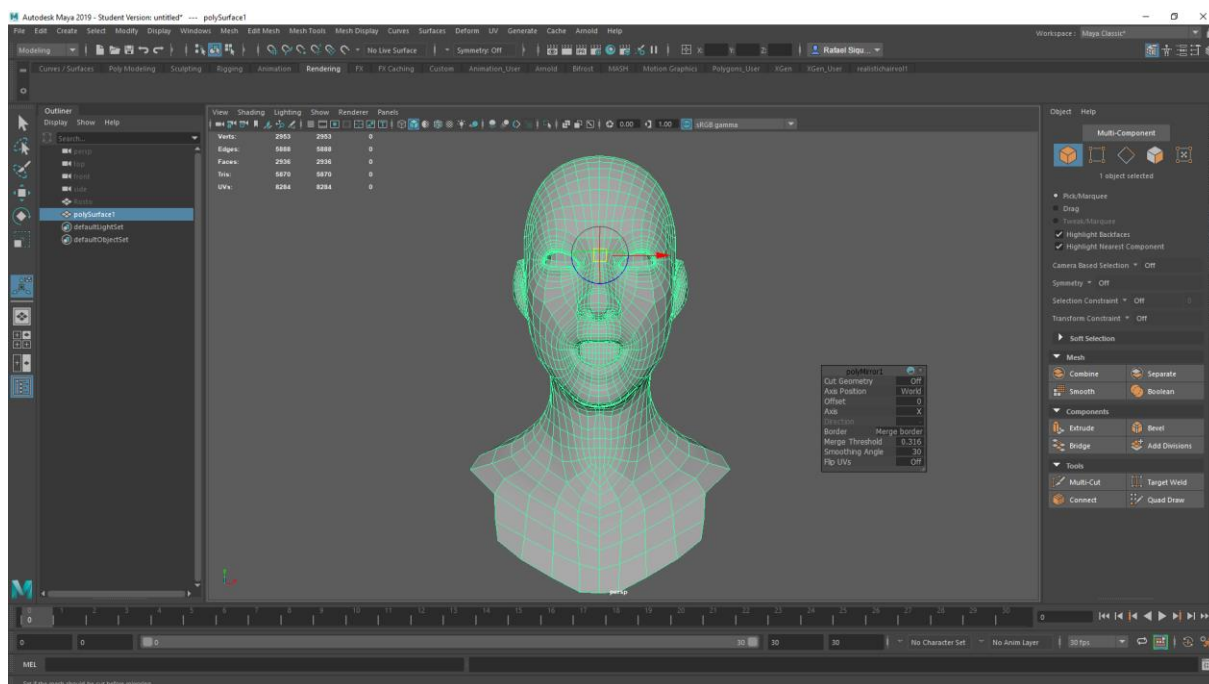 Autodesk Maya 2019 - Student Version: untitled* --- polySurface1
File Edit Create Select Modify Display Windows Mesh Edit Mesh Mesh Tools Mesh Display Curves Surfaces Deform UV Generate Cache Arnold Help
Workspace : Maya Classic*
Modeling No Live Surface Symmetry: Off X: Y: Z: Rafael Siqu...
Curves / Surfaces Poly Modeling Sculpting Rigging Animation Rendering FX FX Caching Custom Animation_User Arnold Bifrost MASH Motion Graphics Polygons_User XGen XGen_User realistichairvol1
Outliner
Display Show Help
Search...
persp
top
front
side
Rosto
polySurface1
defaultLightSet
defaultObjectSet
View Shading Lighting Show Renderer Panels
0.00 1.00 sRGB gamma
Verts: 2953 2953 0
Edges: 5888 5888 0
Faces: 2936 2936 0
Tris: 5870 5870 0
UVs: 8284 8284 0
polyMirror1
Cut Geometry Off
Axis Position World
Offset 0
Axis X
Direction
Border Merge border
Merge Threshold 0.316
Smoothing Angle 30
Flip UVs Off
persp
Object Help
Multi-Component
1 object selected
Pick/Marquee
Drag
Tweak/Marquee
Highlight Backfaces
Highlight Nearest Component
Camera Based Selection Off
Symmetry Off
Selection Constraint Off 0
Transform Constraint Off
Soft Selection
Mesh
Combine Separate
Smooth Boolean
Components
Extrude Bevel
Bridge Add Divisions
Tools
Multi-Cut Target Weld
Connect Quad Draw
0 1 2 3 4 5 6 7 8 9 10 11 12 13 14 15 16 17 18 19 20 21 22 23 24 25 26 27 28 29 30
0 0
0 0 0 30 30 30 No Character Set No Anim Layer 30 fps
MEL